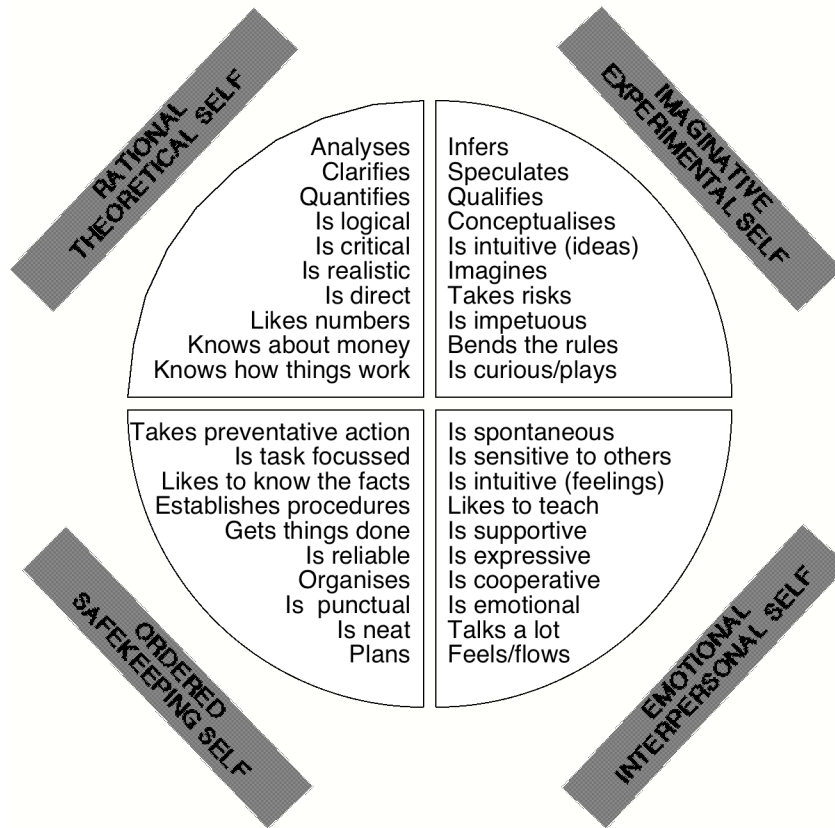 RATIONAL
THEORETICAL SELF
IMAGINATIVE
EXPERIMENTAL SELF
Analyses
Clarifies
Quantifies
Is logical
Is critical
Is realistic
Is direct
Likes numbers
Knows about money
Knows how things work
Infers
Speculates
Qualifies
Conceptualises
Is intuitive (ideas)
Imagines
Takes risks
Is impetuous
Bends the rules
Is curious/plays
Takes preventative action
Is task focussed
Likes to know the facts
Establishes procedures
Gets things done
Is reliable
Organises
Is punctual
Is neat
Plans
Is spontaneous
Is sensitive to others
Is intuitive (feelings)
Likes to teach
Is supportive
Is expressive
Is cooperative
Is emotional
Talks a lot
Feels/flows
ORDERED
SAFEKEEPING SELF
EMOTIONAL
INTERPERSONAL SELF